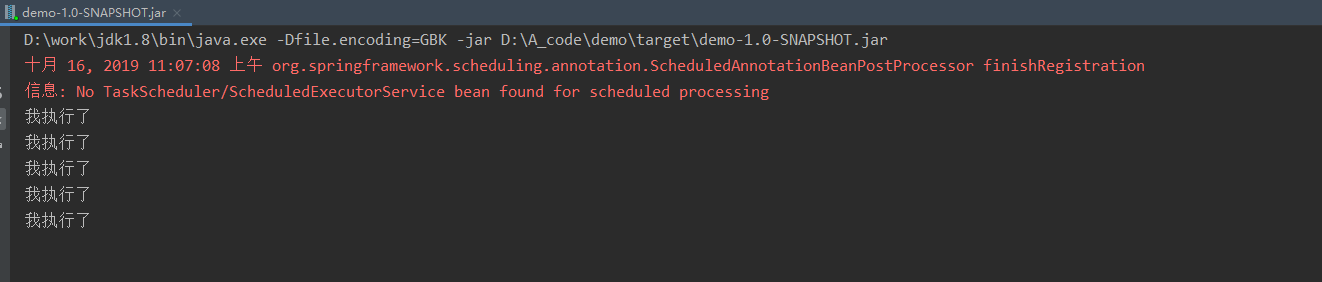 demo-1.0-SNAPSHOT.jar
D:\work\jdk1.8\bin\java.exe -Dfile.encoding=GBK -jar D:\A_code\demo\target\demo-1.0-SNAPSHOT.jar
十月 16, 2019 11:07:08 上午 org.springframework.scheduling.annotation.ScheduledAnnotationBeanPostProcessor finishRegistration
信息: No TaskScheduler/ScheduledExecutorService bean found for scheduled processing
我执行了
我执行了
我执行了
我执行了
我执行了